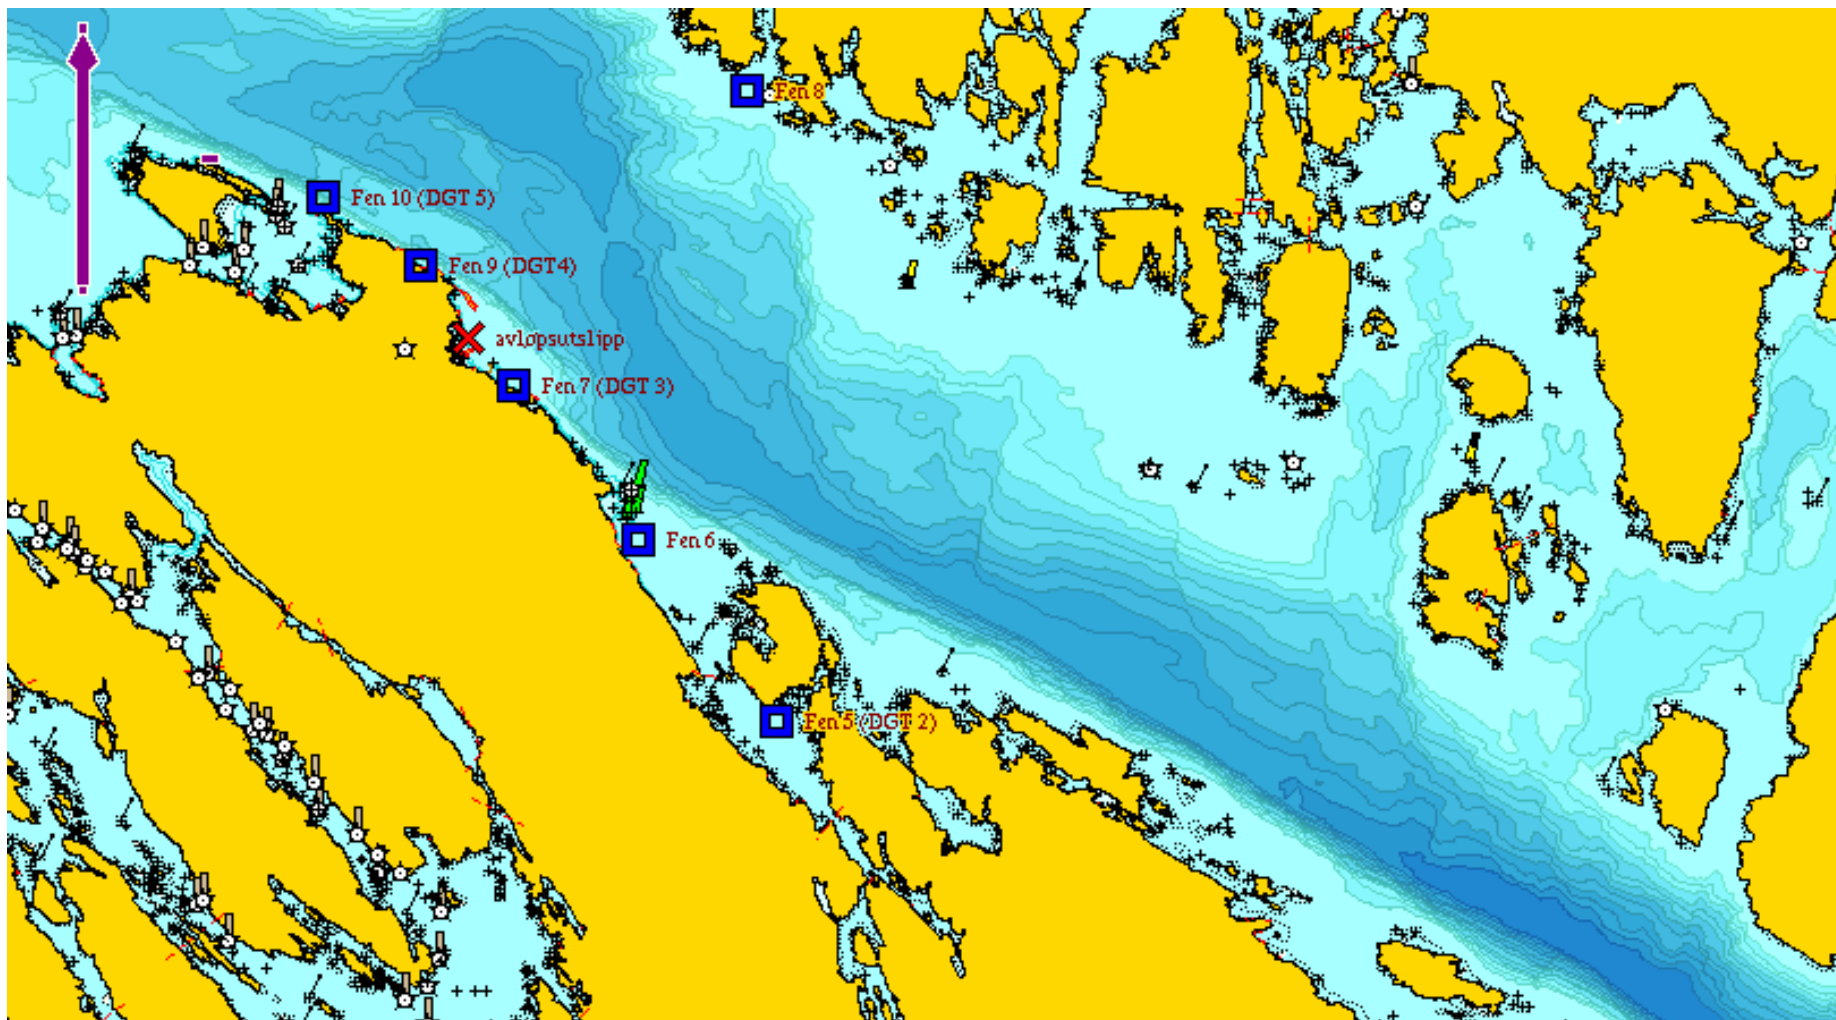 Fen 8
Fen 10 (DGT 5)
Fen 9 (DGT4)
avløpsutslipp
Fen 7 (DGT 3)
Fen 6
Fen 5 (DGT 2)